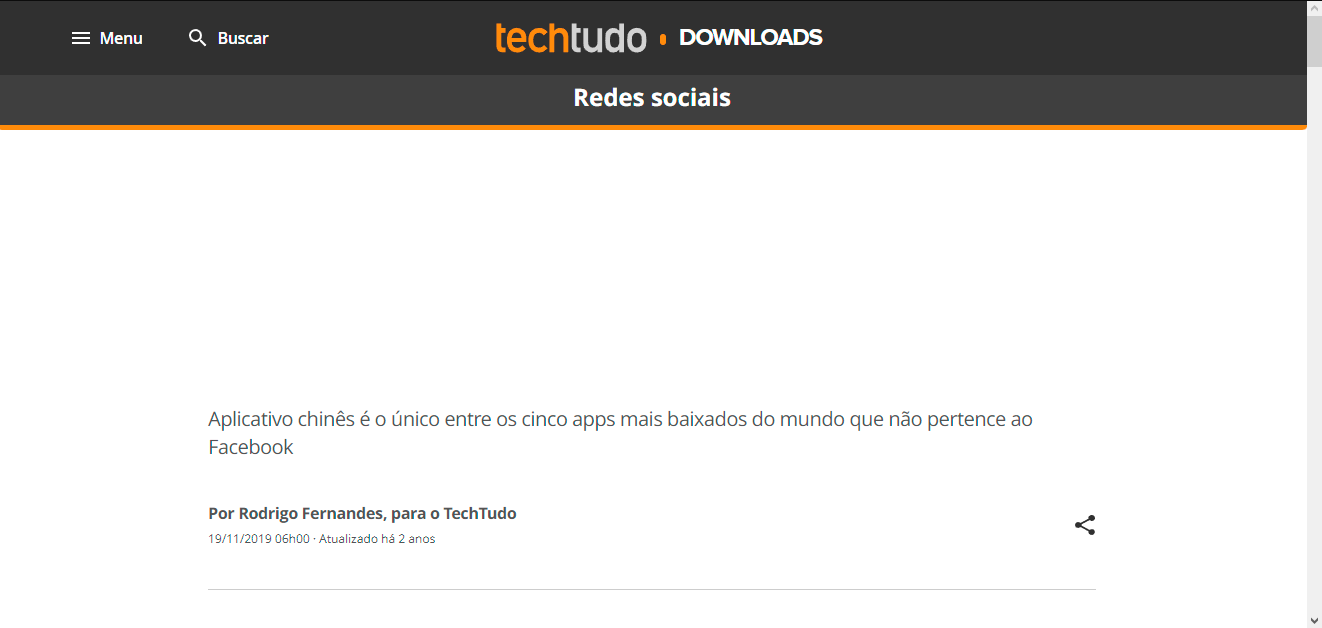 Menu
Buscar
techtudo
DOWNLOADS
Redes sociais
Aplicativo chinês é o único entre os cinco apps mais baixados do mundo que não pertence ao
Facebook
Por Rodrigo Fernandes, para o TechTudo
19/11/2019 06h00 · Atualizado há 2 anos